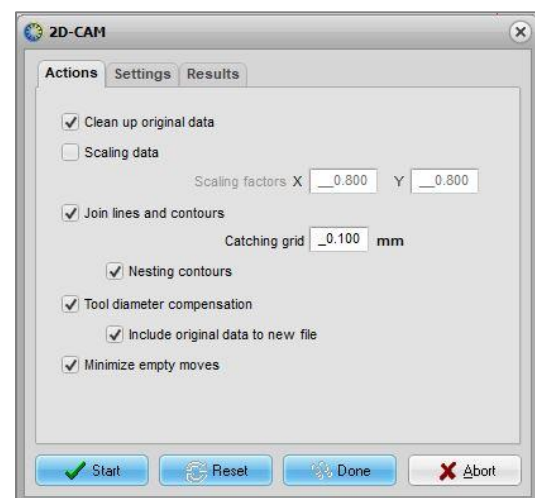 2D-CAM
Actions Settings Results
Clean up original data
Scaling data
Scaling factors X __0.800 Y __0.800
Join lines and contours
Catching grid _0.100 mm
Nesting contours
Tool diameter compensation
Include original data to new file
Minimize empty moves
Start Reset Done Abort